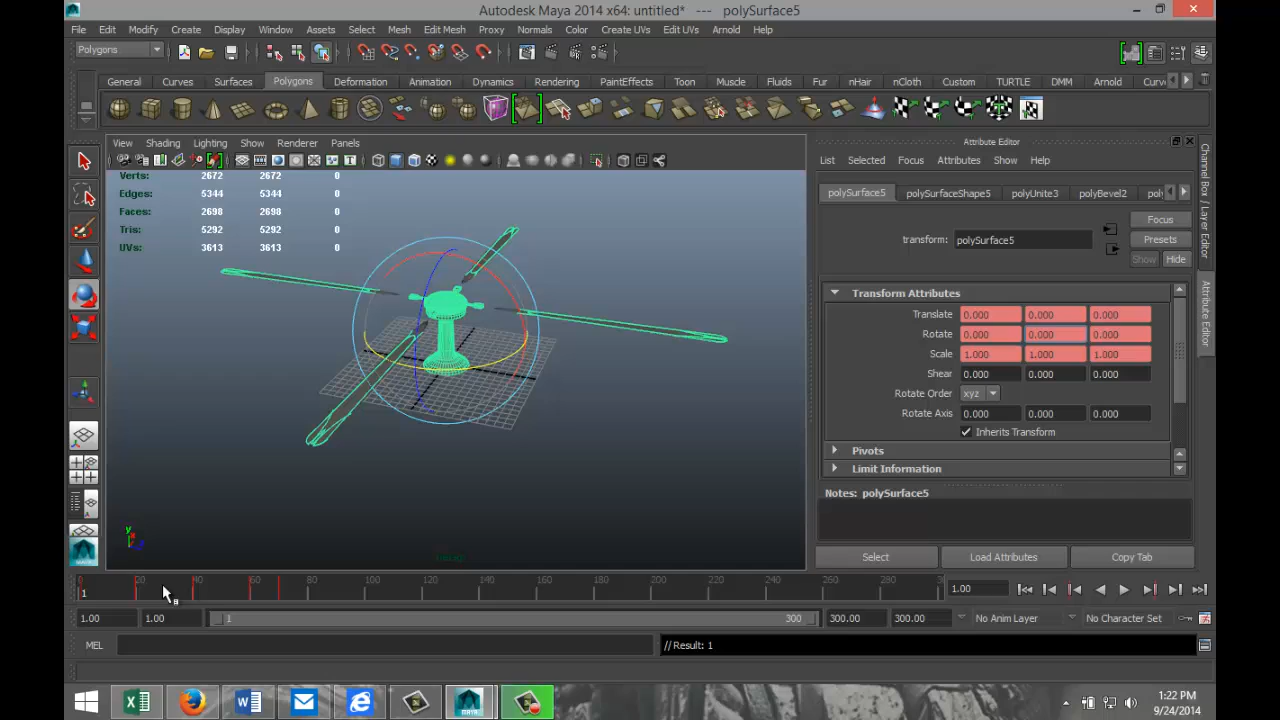 Autodesk Maya 2014 x64: untitled* --- polySurface5
File Edit Modify Create Display Window Assets Select Mesh Edit Mesh Proxy Normals Color Create UVs Edit UVs Arnold Help
Polygons
General Curves Surfaces Polygons Deformation Animation Dynamics Rendering PaintEffects Toon Muscle Fluids Fur nHair nCloth Custom TURTLE DMM Arnold Curv
View Shading Lighting Show Renderer Panels
Verts: 2672 2672 0
Edges: 5344 5344 0
Faces: 2698 2698 0
Tris: 5292 5292 0
UVs: 3613 3613 0
Attribute Editor
List Selected Focus Attributes Show Help
polySurface5 polySurfaceShape5 polyUnite3 polyBevel2 poly
Focus
transform: polySurface5
Presets
Show Hide
Transform Attributes
Translate 0.000 0.000 0.000
Rotate 0.000 0.000 0.000
Scale 1.000 1.000 1.000
Shear 0.000 0.000 0.000
Rotate Order xyz
Rotate Axis 0.000 0.000 0.000
Inherits Transform
Pivots
Limit Information
Notes: polySurface5
Select Load Attributes Copy Tab
Channel Box / Layer Editor
Attribute Editor
0 20 40 60 80 100 120 140 160 180 200 220 240 260 280
1
1.00
1.00 1.00 1 300 300.00 300.00 No Anim Layer No Character Set
MEL // Result: 1
1:22 PM
9/24/2014